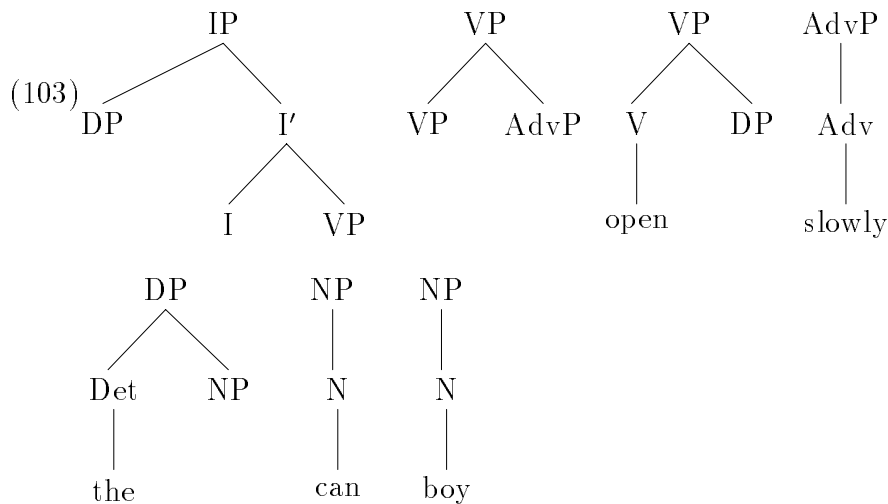 IP VP VP AdvP
(103)
DP I′ VP AdvP V DP Adv
I VP open slowly
DP NP NP
Det NP N N
the can boy